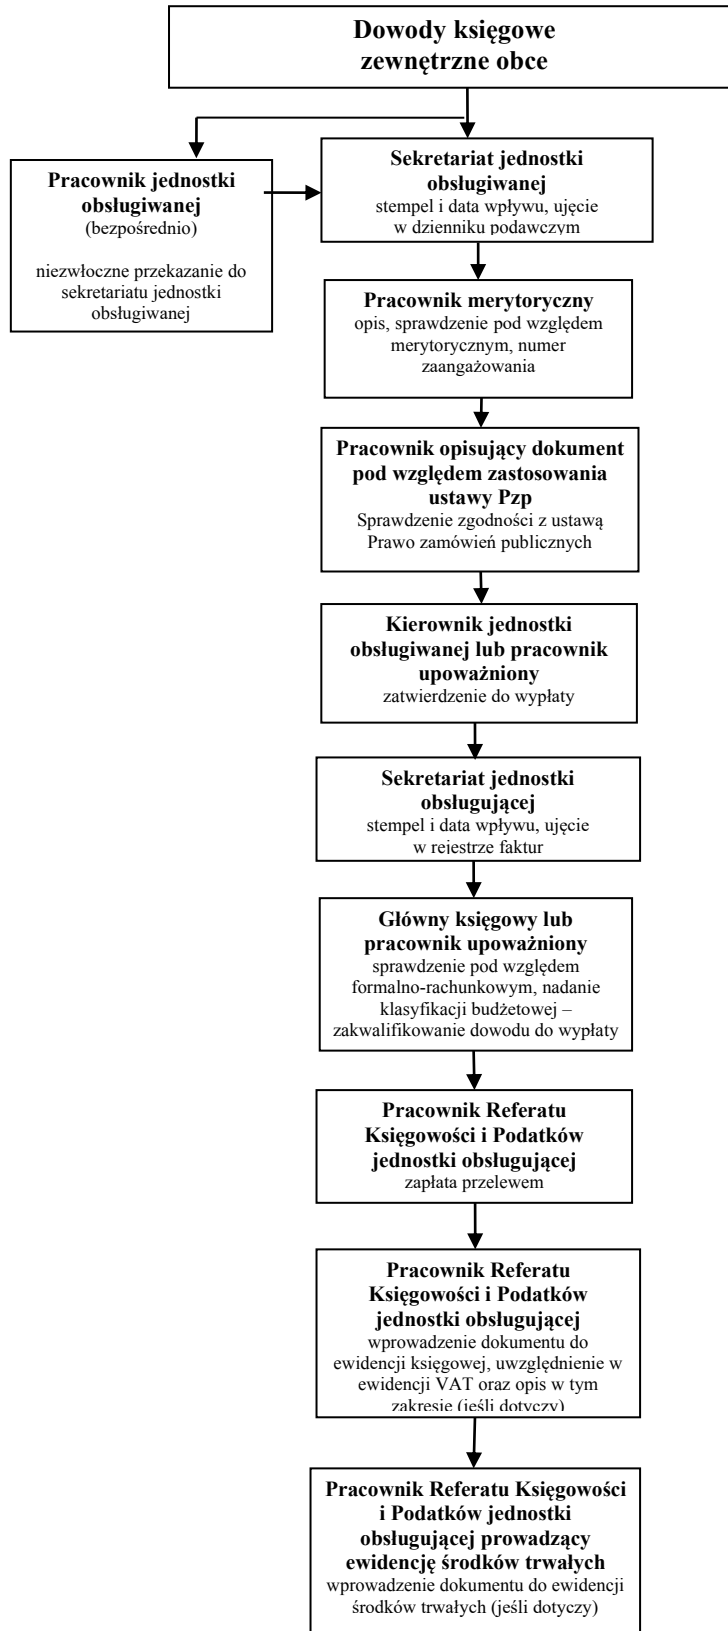 Dowody księgowe
zewnętrzne obce
Pracownik jednostki
obsługiwanej
(bezpośrednio)
niezwłoczne przekazanie do
sekretariatu jednostki
obsługiwanej
Sekretariat jednostki
obsługiwanej
stempel i data wpływu, ujęcie
w dzienniku podawczym
Pracownik merytoryczny
opis, sprawdzenie pod względem
merytorycznym, numer
zaangażowania
Pracownik opisujący dokument
pod względem zastosowania
ustawy Pzp
Sprawdzenie zgodności z ustawą
Prawo zamówień publicznych
Kierownik jednostki
obsługiwanej lub pracownik
upoważniony
zatwierdzenie do wypłaty
Sekretariat jednostki
obsługującej
stempel i data wpływu, ujęcie
w rejestrze faktur
Główny księgowy lub
pracownik upoważniony
sprawdzenie pod względem
formalno-rachunkowym, nadanie
klasyfikacji budżetowej –
zakwalifikowanie dowodu do wypłaty
Pracownik Referatu
Księgowości i Podatków
jednostki obsługującej
zapłata przelewem
Pracownik Referatu
Księgowości i Podatków
jednostki obsługującej
wprowadzenie dokumentu do
ewidencji księgowej, uwzględnienie w
ewidencji VAT oraz opis w tym
zakresie (jeśli dotyczy)
Pracownik Referatu Księgowości
i Podatków jednostki
obsługującej prowadzący
ewidencję środków trwałych
wprowadzenie dokumentu do ewidencji
środków trwałych (jeśli dotyczy)